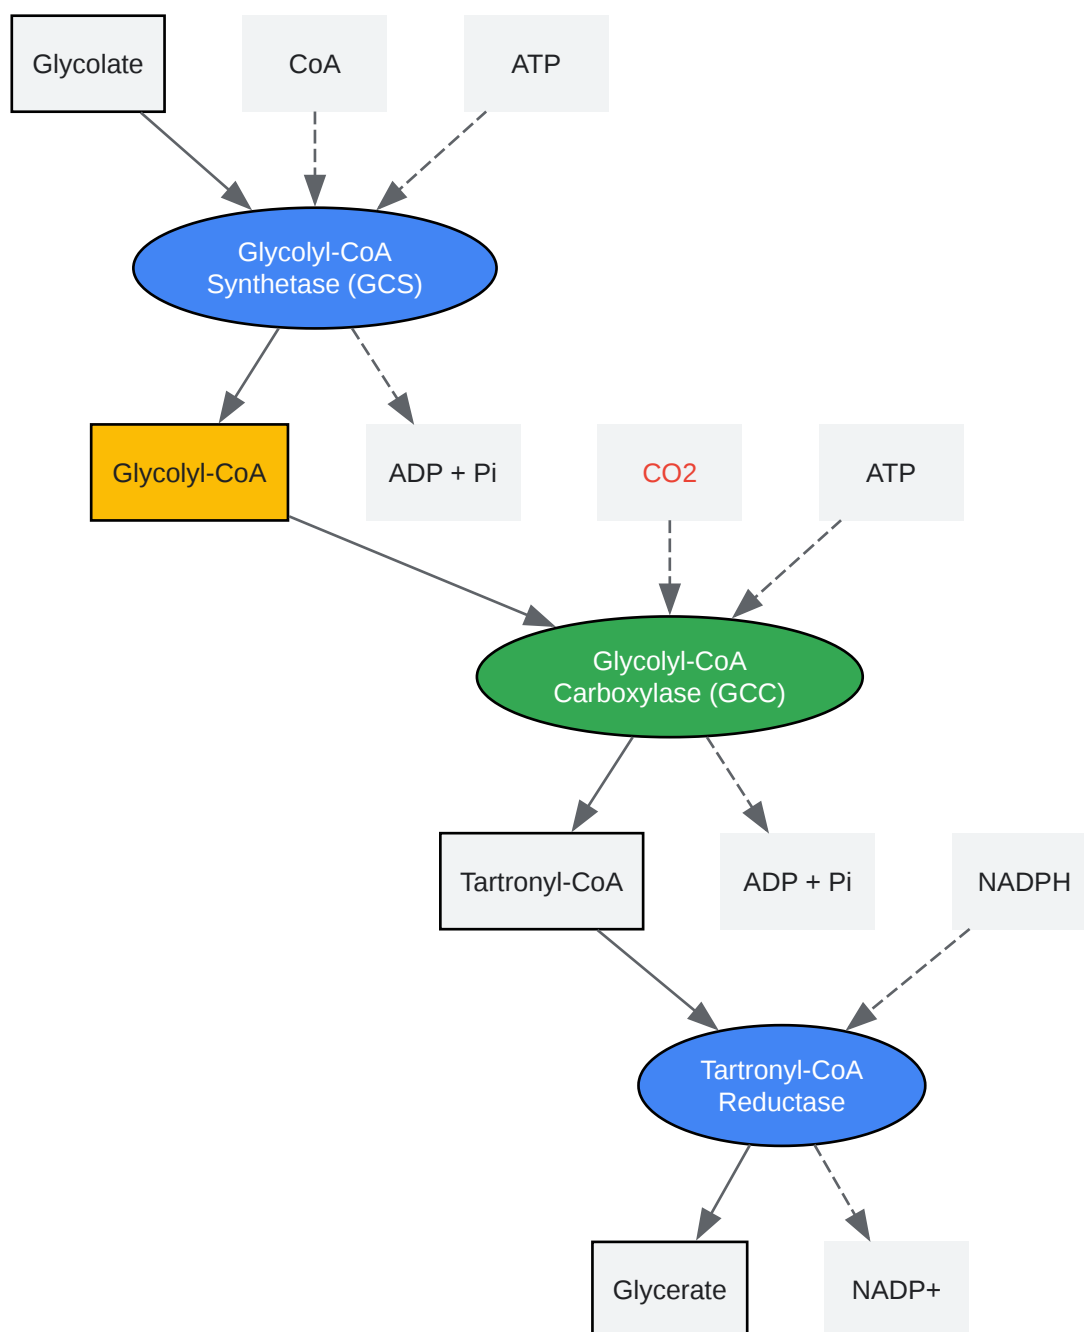 Glycolate
CoA
ATP
Glycolyl-CoA
Synthetase (GCS)
Glycolyl-CoA
ADP + Pi
CO2
ATP
Glycolyl-CoA
Carboxylase (GCC)
Tartronyl-CoA
ADP + Pi
NADPH
Tartronyl-CoA
Reductase
Glycerate
NADP+